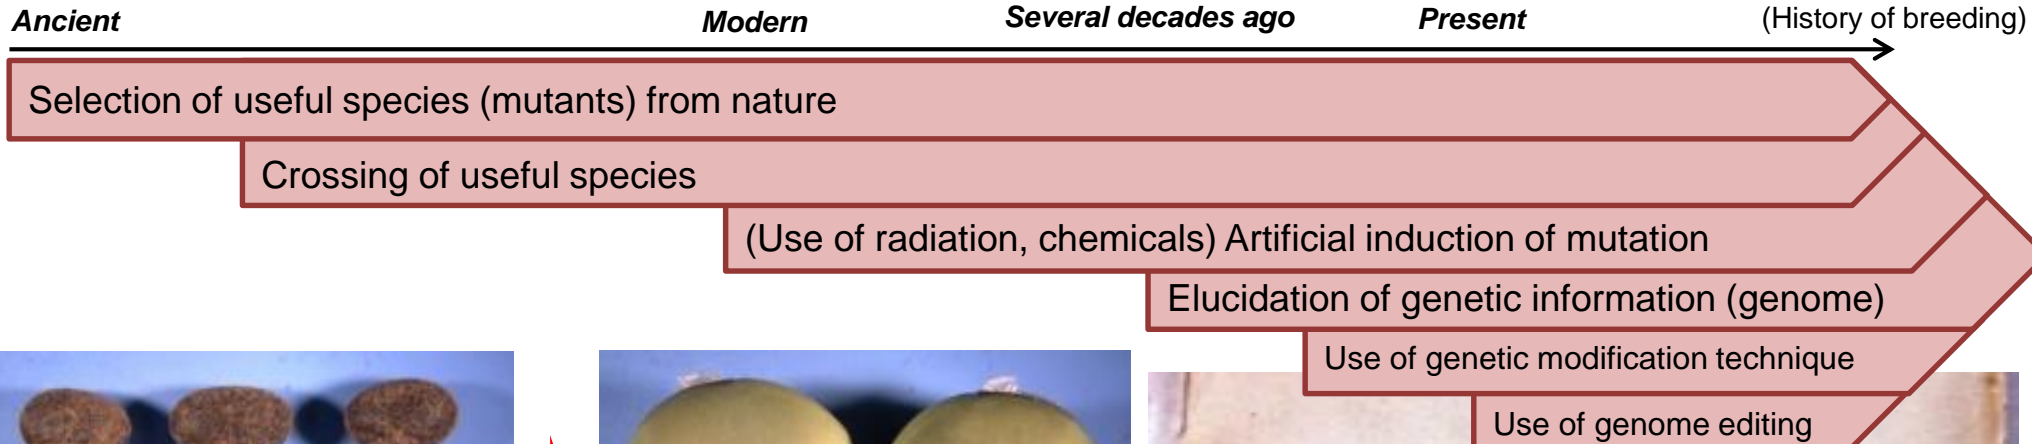 Ancient
Modern
Several decades ago
Present
(History of breeding)
Selection of useful species (mutants) from nature
Crossing of useful species
(Use of radiation, chemicals) Artificial induction of mutation
Elucidation of genetic information (genome)
Use of genetic modification technique
Use of genome editing